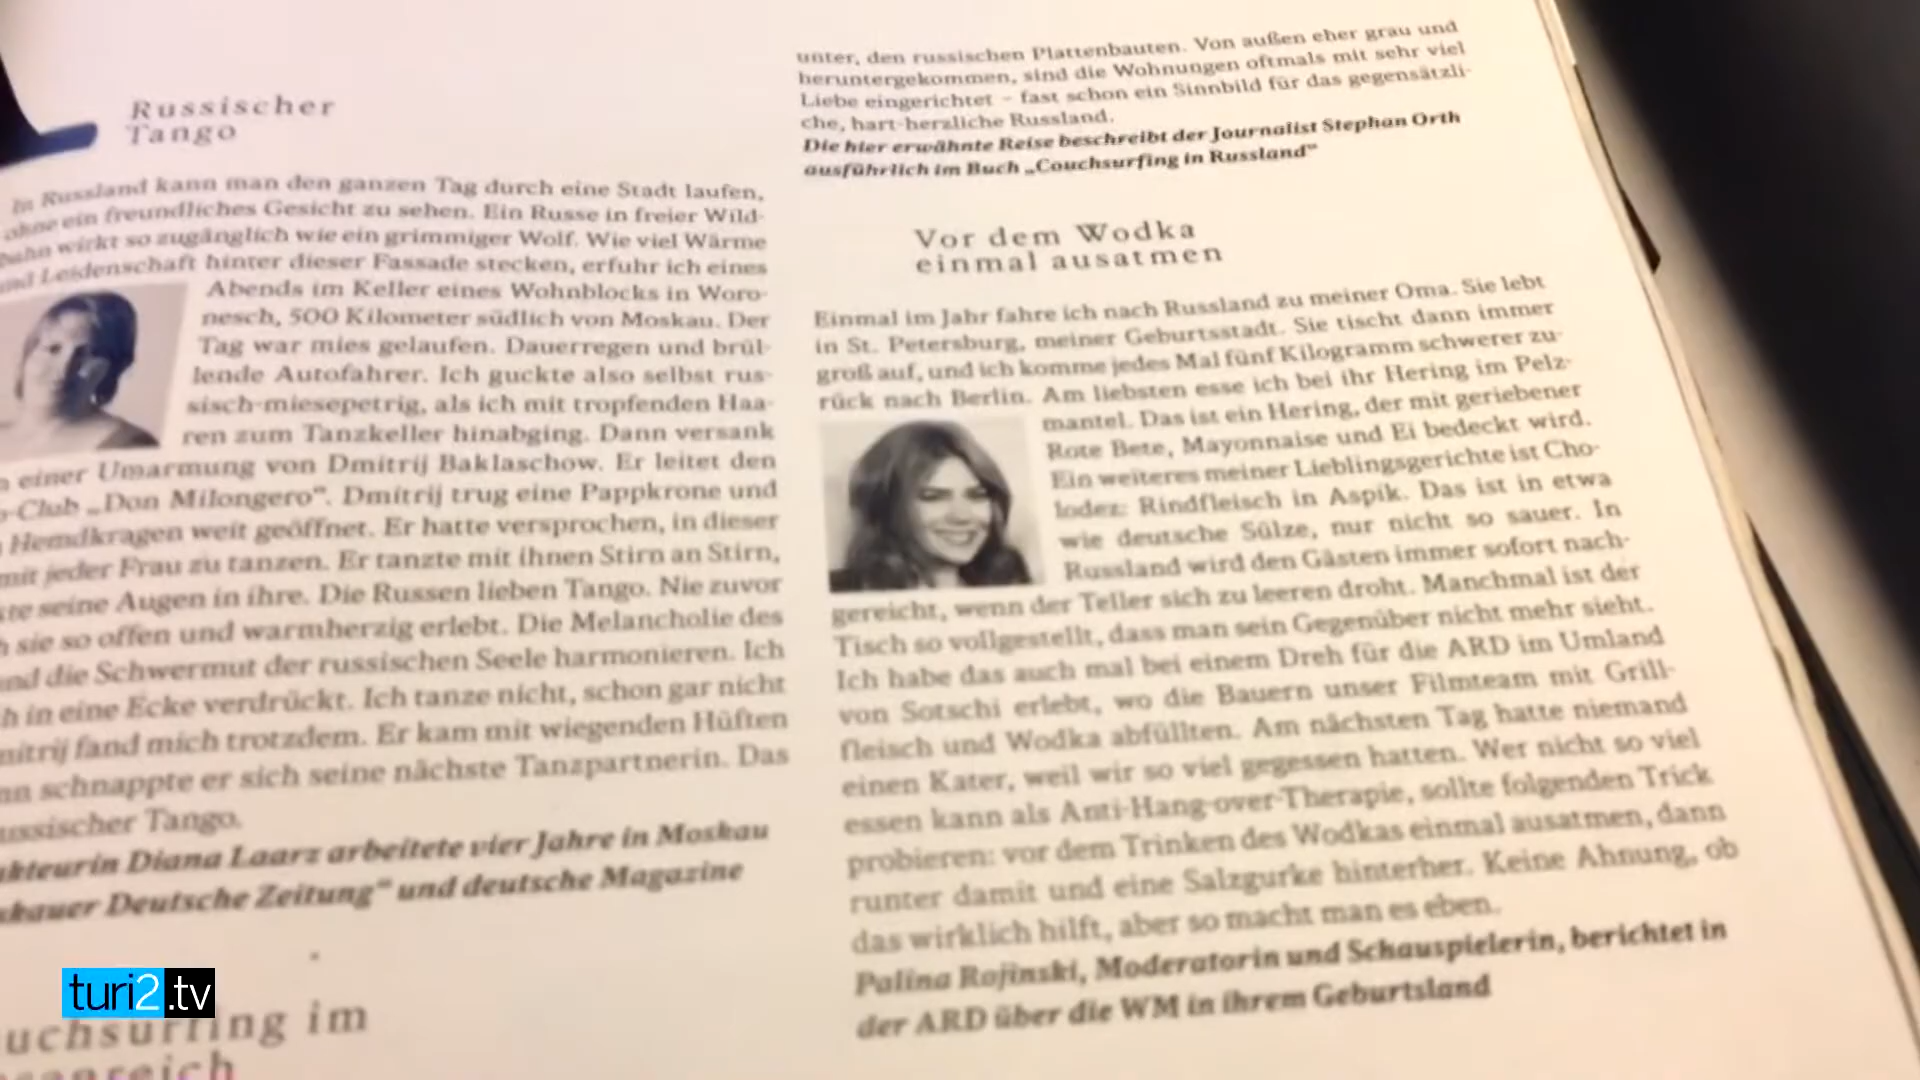 Russischer
Tango
In Russland kann man den ganzen Tag durch eine Stadt laufen,
ohne ein freundliches Gesicht zu sehen. Ein Russe in freier Wild-
bahn wirkt so zugänglich wie ein grimmiger Wolf. Wie viel Wärme
und Leidenschaft hinter dieser Fassade stecken, erfuhr ich eines
Abends im Keller eines Wohnblocks in Woro-
nesch, 500 Kilometer südlich von Moskau. Der
Tag war mies gelaufen. Dauerregen und brül-
lende Autofahrer. Ich guckte also selbst rus-
sisch-miesepetrig, als ich mit tropfenden Haa-
ren zum Tanzkeller hinabging. Dann versank
einer Umarmung von Dmitrij Baklaschow. Er leitet den
o-Club „Don Milongero“. Dmitrij trug eine Pappkrone und
Hemdkragen weit geöffnet. Er hatte versprochen, in dieser
mit jeder Frau zu tanzen. Er tanzte mit ihnen Stirn an Stirn,
te seine Augen in ihre. Die Russen lieben Tango. Nie zuvor
h sie so offen und warmherzig erlebt. Die Melancholie des
nd die Schwermut der russischen Seele harmonieren. Ich
h in eine Ecke verdrückt. Ich tanze nicht, schon gar nicht
mitrij fand mich trotzdem. Er kam mit wiegenden Hüften
nn schnappte er sich seine nächste Tanzpartnerin. Das
ussischer Tango.
akteurin Diana Laarz arbeitete vier Jahre in Moskau
skauer Deutsche Zeitung“ und deutsche Magazine
uchsurfing im
senreich
unter, den russischen Plattenbauten. Von außen eher grau und
heruntergekommen, sind die Wohnungen oftmals mit sehr viel
Liebe eingerichtet – fast schon ein Sinnbild für das gegensätzli-
che, hart-herzliche Russland.
Die hier erwähnte Reise beschreibt der Journalist Stephan Orth
ausführlich im Buch „Couchsurfing in Russland“
Vor dem Wodka
einmal ausatmen
Einmal im Jahr fahre ich nach Russland zu meiner Oma. Sie lebt
in St. Petersburg, meiner Geburtsstadt. Sie tischt dann immer
groß auf, und ich komme jedes Mal fünf Kilogramm schwerer zu-
rück nach Berlin. Am liebsten esse ich bei ihr Hering im Pelz-
mantel. Das ist ein Hering, der mit geriebener
Rote Bete, Mayonnaise und Ei bedeckt wird.
Ein weiteres meiner Lieblingsgerichte ist Cho-
lodez: Rindfleisch in Aspik. Das ist in etwa
wie deutsche Sülze, nur nicht so sauer. In
Russland wird den Gästen immer sofort nach-
gereicht, wenn der Teller sich zu leeren droht. Manchmal ist der
Tisch so vollgestellt, dass man sein Gegenüber nicht mehr sieht.
Ich habe das auch mal bei einem Dreh für die ARD im Umland
von Sotschi erlebt, wo die Bauern unser Filmteam mit Grill-
fleisch und Wodka abfüllten. Am nächsten Tag hatte niemand
einen Kater, weil wir so viel gegessen hatten. Wer nicht so viel
essen kann als Anti-Hang-over-Therapie, sollte folgenden Trick
probieren: vor dem Trinken des Wodkas einmal ausatmen, dann
runter damit und eine Salzgurke hinterher. Keine Ahnung, ob
das wirklich hilft, aber so macht man es eben.
Palina Rojinski, Moderatorin und Schauspielerin, berichtet in
der ARD über die WM in ihrem Geburtsland
turi2.tv